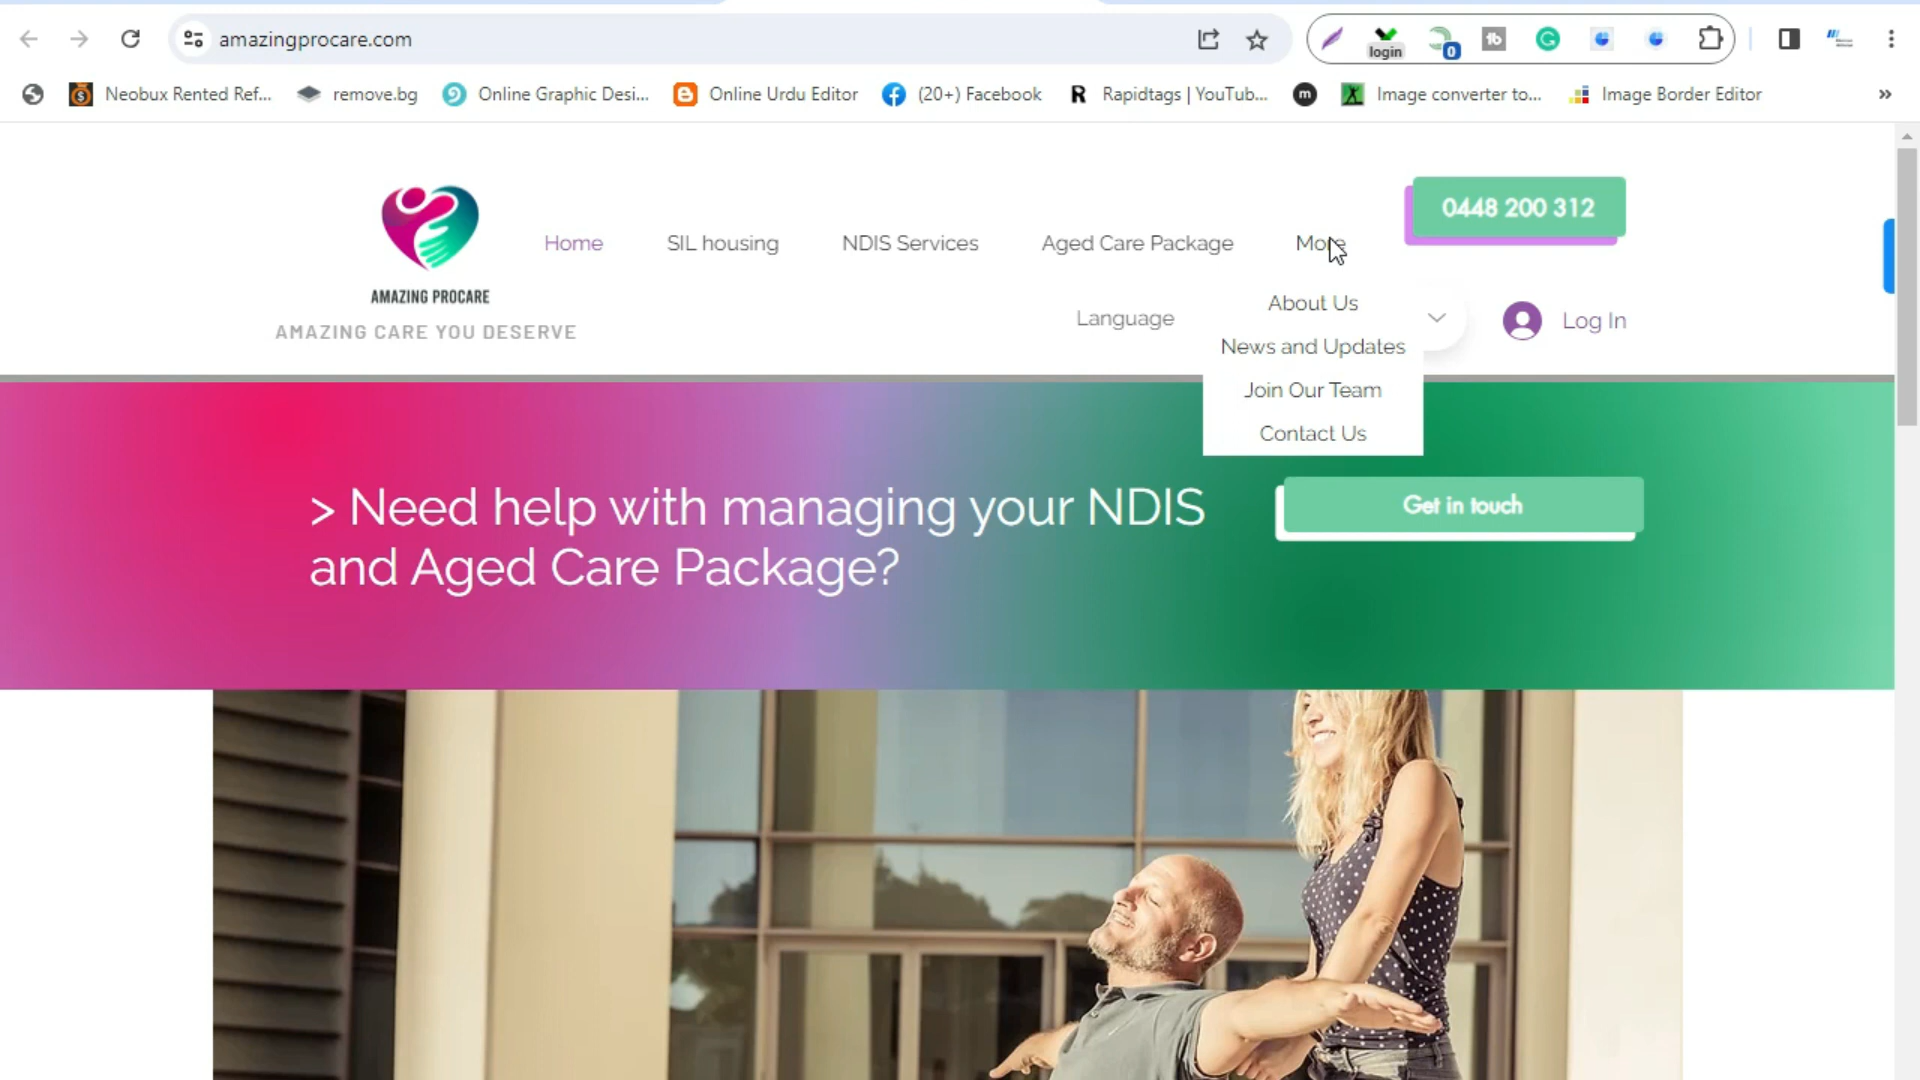 amazingprocare.com
login
0
Neobux Rented Ref...
remove.bg
Online Graphic Desi...
Online Urdu Editor
(20+) Facebook
R
Rapidtags | YouTub...
m
Image converter to...
Image Border Editor
»
AMAZING PROCARE
AMAZING CARE YOU DESERVE
Home
SIL housing
NDIS Services
Aged Care Package
More
0448 200 312
About Us
News and Updates
Join Our Team
Contact Us
Language
Log In
> Need help with managing your NDIS
and Aged Care Package?
Get in touch